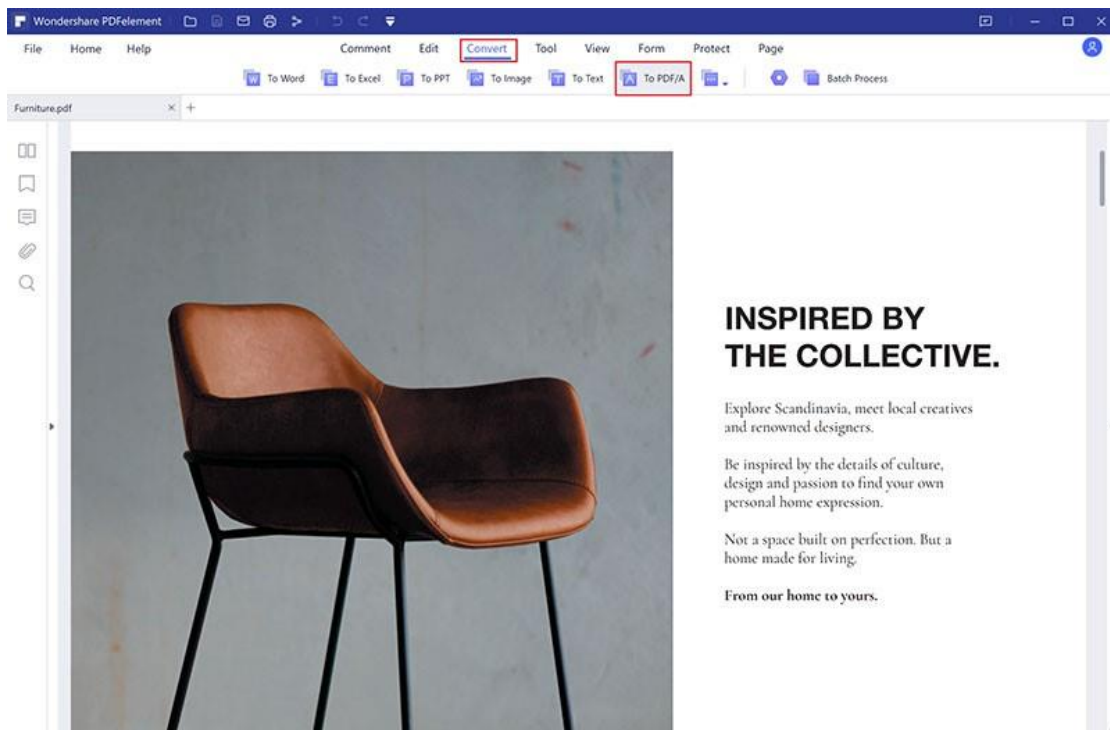 Wondershare PDFelement
File Home Help Comment Edit Convert Tool View Form Protect Page
To Word To Excel To PPT To Image To Text To PDF/A Batch Process
Furniture.pdf
INSPIRED BY
THE COLLECTIVE.
Explore Scandinavia, meet local creatives
and renowned designers.
Be inspired by the details of culture,
design and passion to find your own
personal home expression.
Not a space built on perfection. But a
home made for living.
From our home to yours.